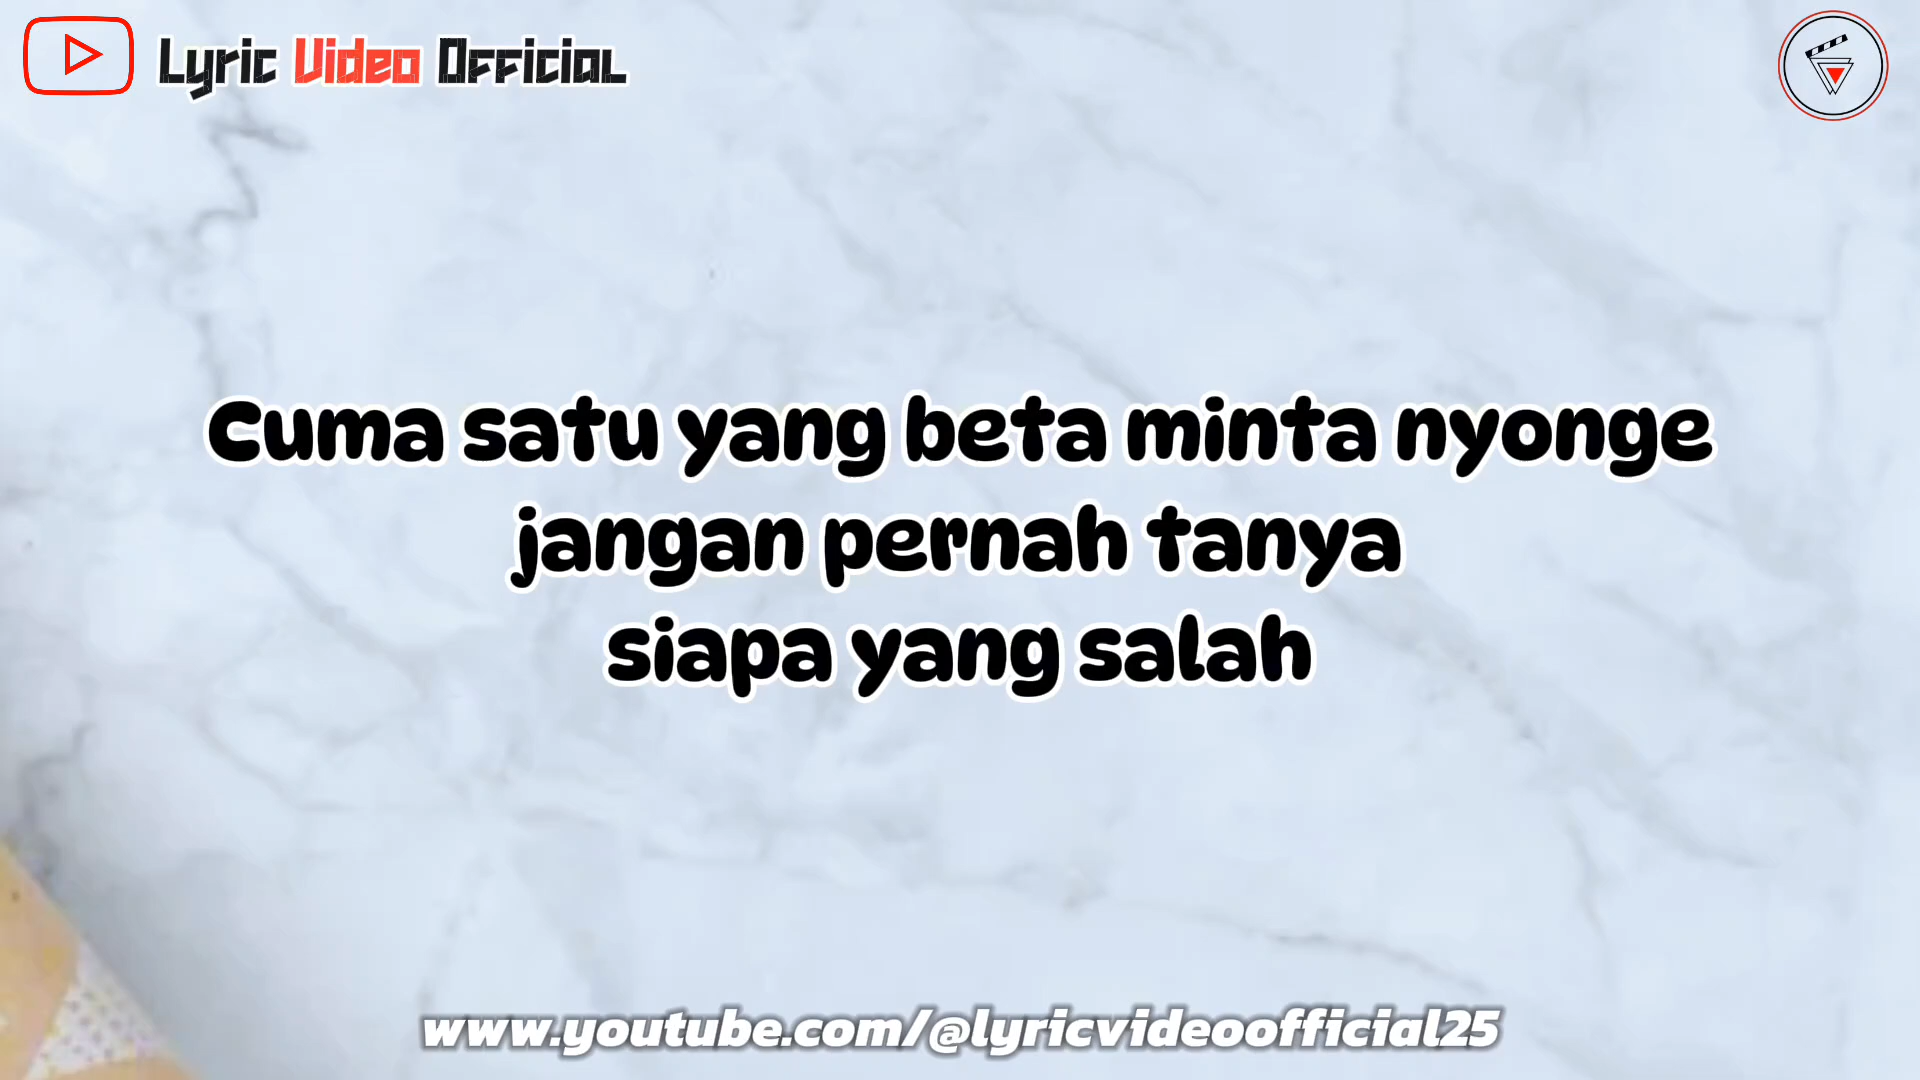 Lyric Video Official
Cuma satu yang beta minta nyonge
jangan pernah tanya
siapa yang salah
www.youtube.com/@lyricvideoofficial25